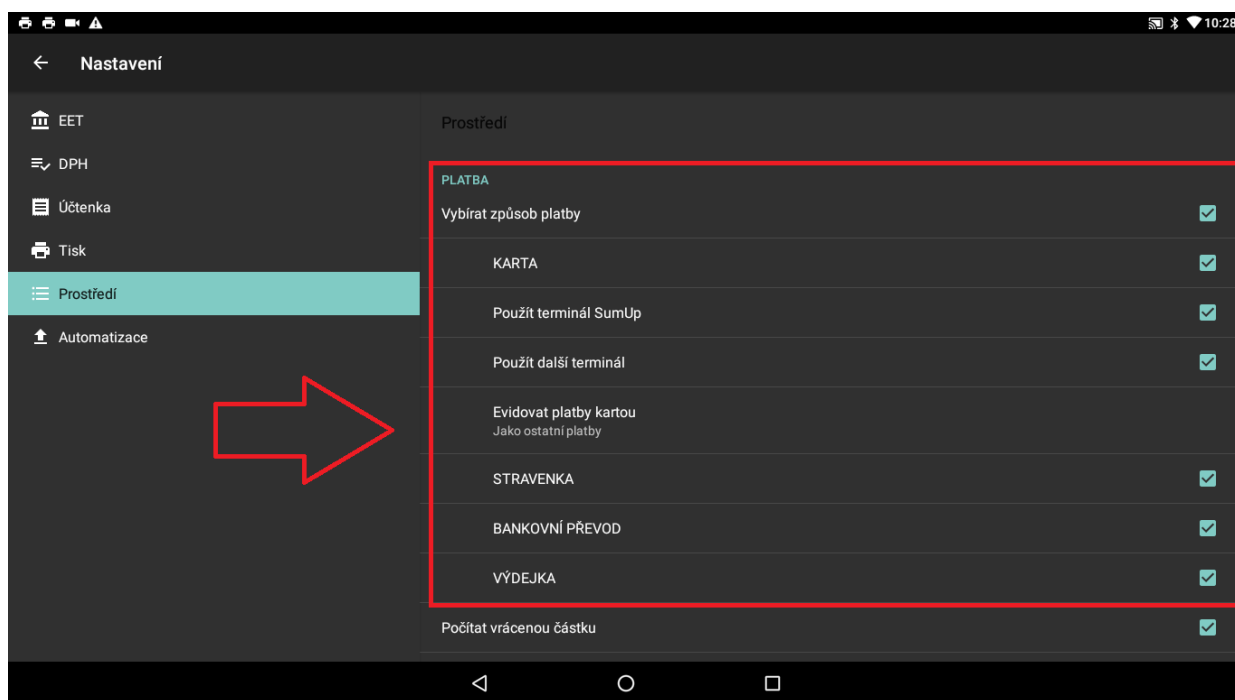 10:28
Nastavení
EET
DPH
Účtenka
Tisk
Prostředí
Automatizace
Prostředí
PLATBA
Vybírat způsob platby
KARTA
Použít terminál SumUp
Použít další terminál
Evidovat platby kartou
Jako ostatní platby
STRAVENKA
BANKOVNÍ PŘEVOD
VÝDEJKA
Počítat vrácenou částku